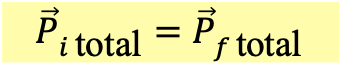 P⃗ᵢ total = P⃗f total